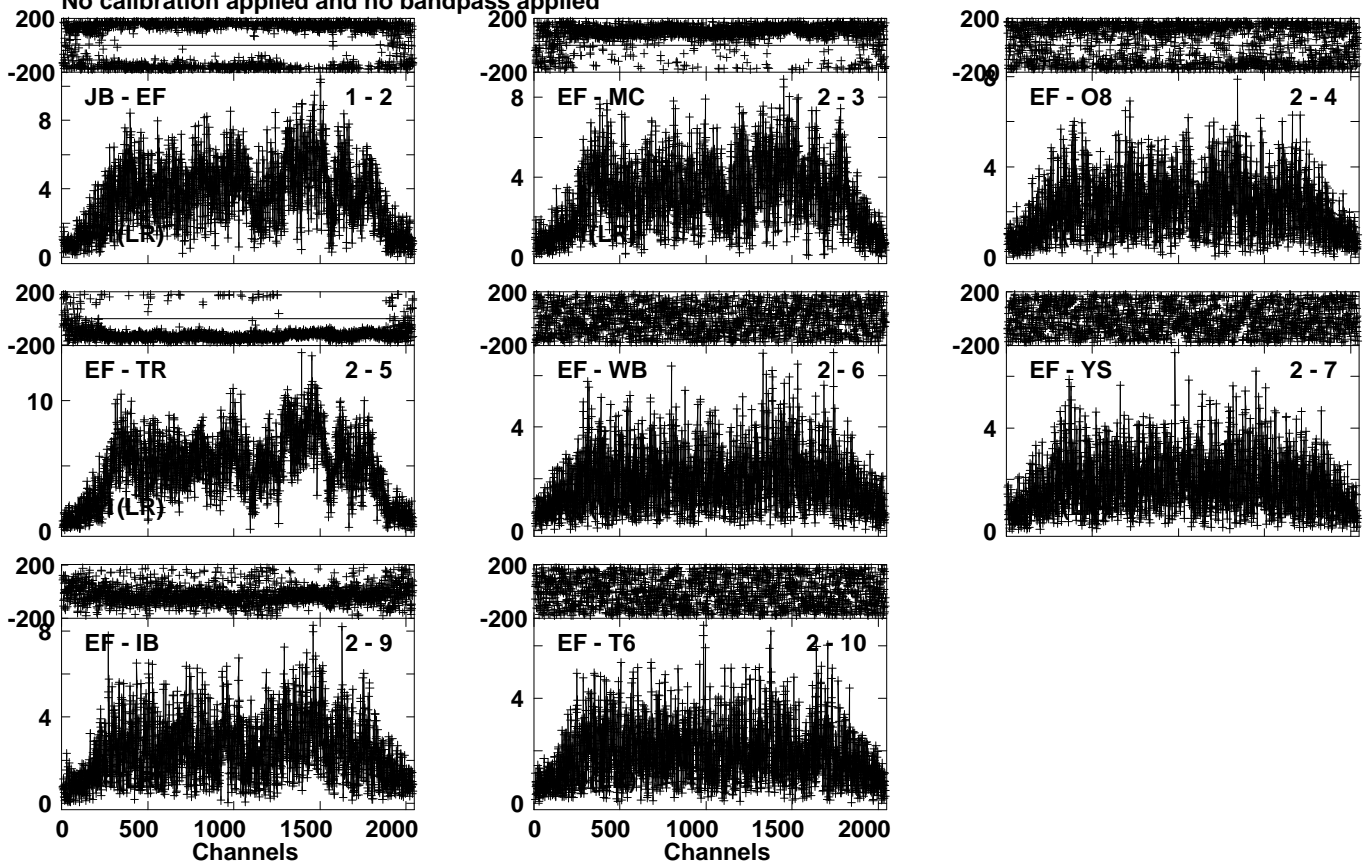 No calibration applied and no bandpass applied
200
-200
JB - EF 1 - 2
8
4
0
(LR)
200
-200
EF - MC 2 - 3
8
4
0
(LR)
200
-200
8
EF - O8 2 - 4
4
0
200
-200
EF - TR 2 - 5
10
0
(LR)
200
-200
EF - WB 2 - 6
4
0
200
-200
EF - YS 2 - 7
4
0
200
-200
8
EF - IB 2 - 9
4
0
0 500 1000 1500 2000
Channels
200
-200
EF - T6 2 - 10
4
0
0 500 1000 1500 2000
Channels